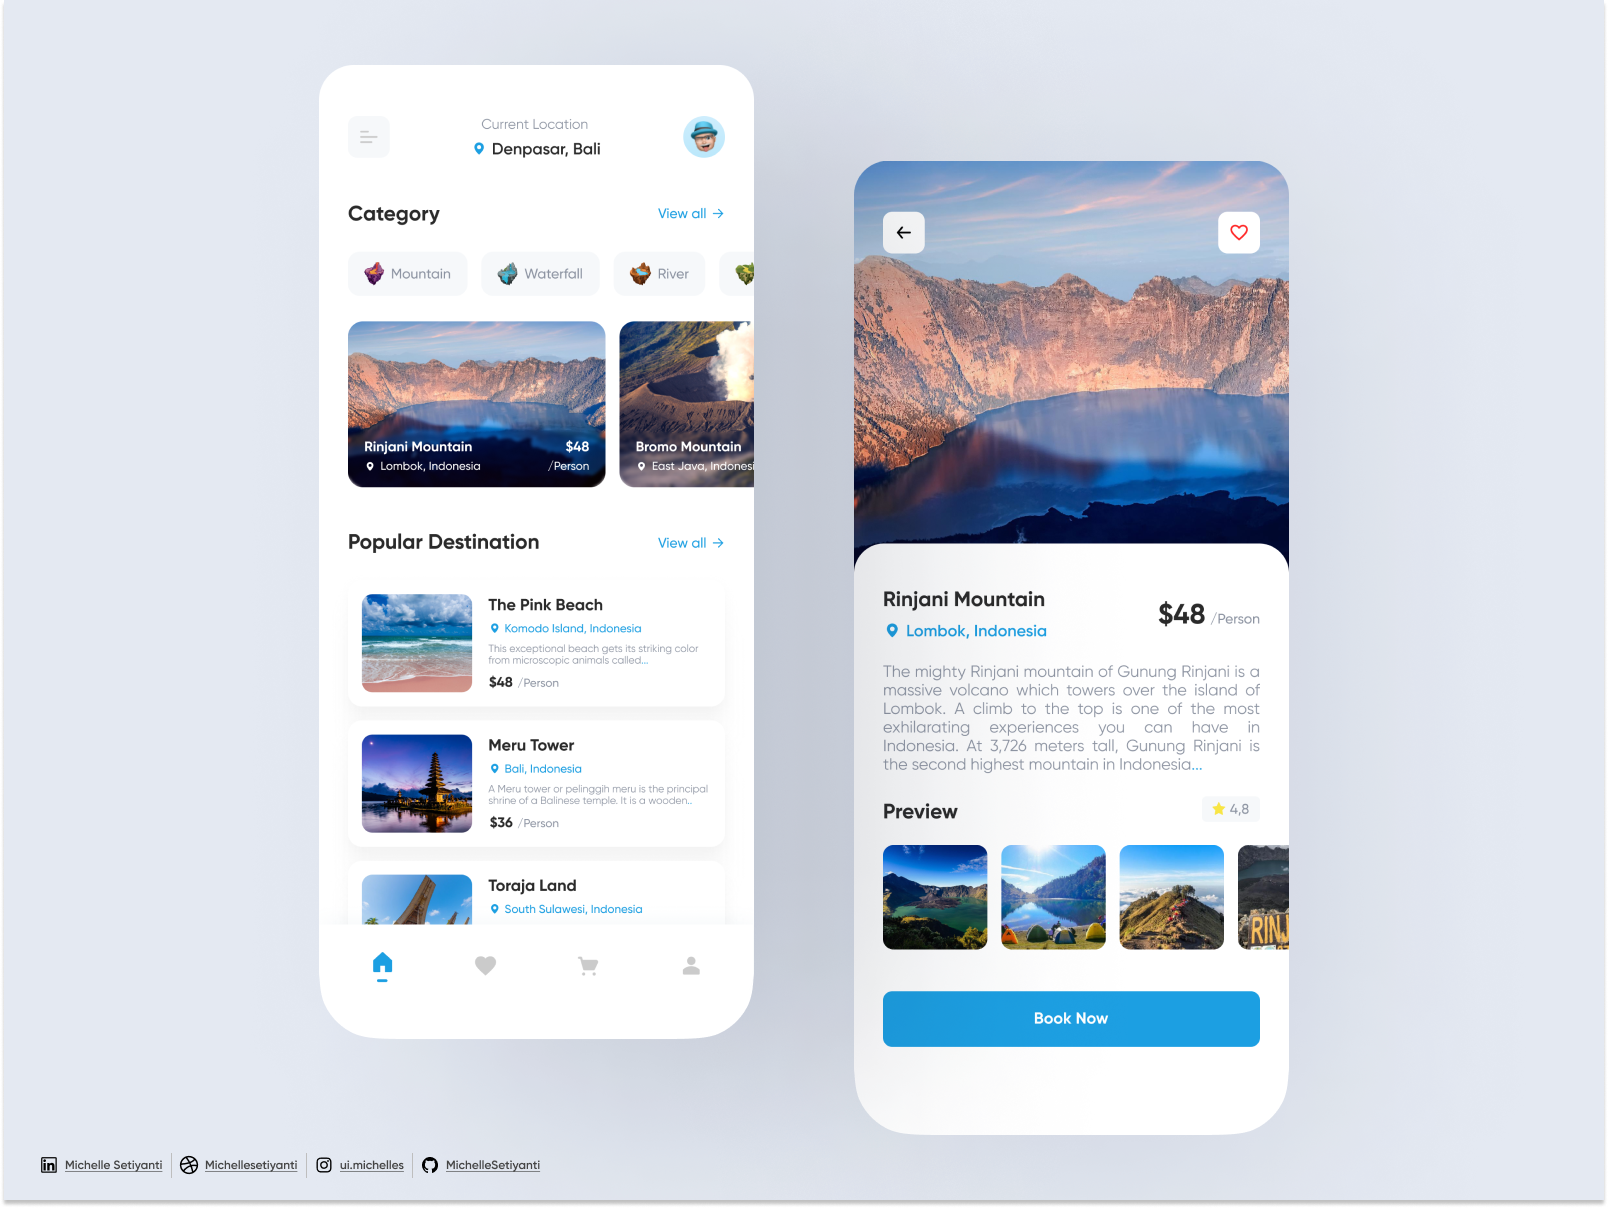 Current Location
Denpasar, Bali
Category
View all →
Mountain
Waterfall
River
Rinjani Mountain
$48
Lombok, Indonesia
/Person
Bromo Mountain
East Java, Indonesi
Popular Destination
View all →
The Pink Beach
Komodo Island, Indonesia
This exceptional beach gets its striking color
from microscopic animals called...
$48 /Person
Meru Tower
Bali, Indonesia
A Meru tower or pelinggih meru is the principal
shrine of a Balinese temple. It is a wooden..
$36 /Person
Toraja Land
South Sulawesi, Indonesia
Rinjani Mountain
$48 /Person
Lombok, Indonesia
The mighty Rinjani mountain of Gunung Rinjani is a
massive volcano which towers over the island of
Lombok. A climb to the top is one of the most
exhilarating experiences you can have in
Indonesia. At 3,726 meters tall, Gunung Rinjani is
the second highest mountain in Indonesia...
Preview
4,8
RINJ
Book Now
Michelle Setiyanti
Michellesetiyanti
ui.michelles
MichelleSetiyanti